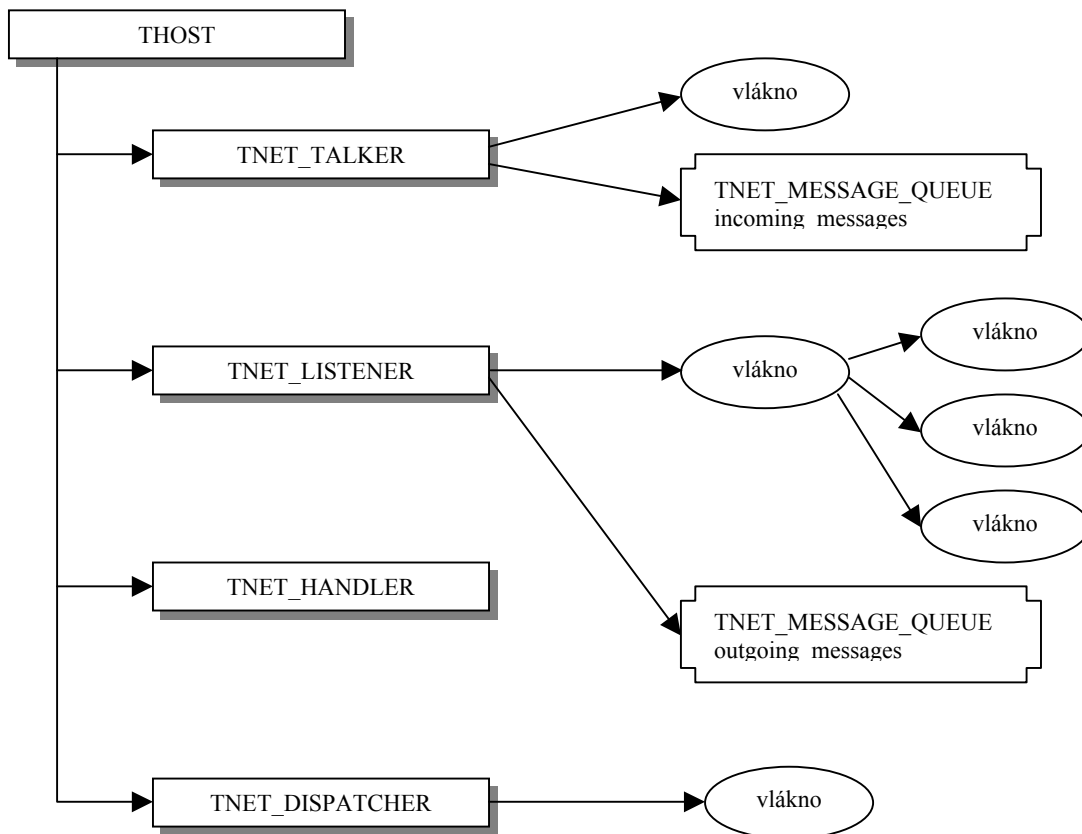 THOST
vlákno
TNET_TALKER
TNET_MESSAGE_QUEUE
incoming messages
vlákno
TNET_LISTENER
vlákno
vlákno
vlákno
TNET_HANDLER
TNET_MESSAGE_QUEUE
outgoing messages
TNET_DISPATCHER
vlákno